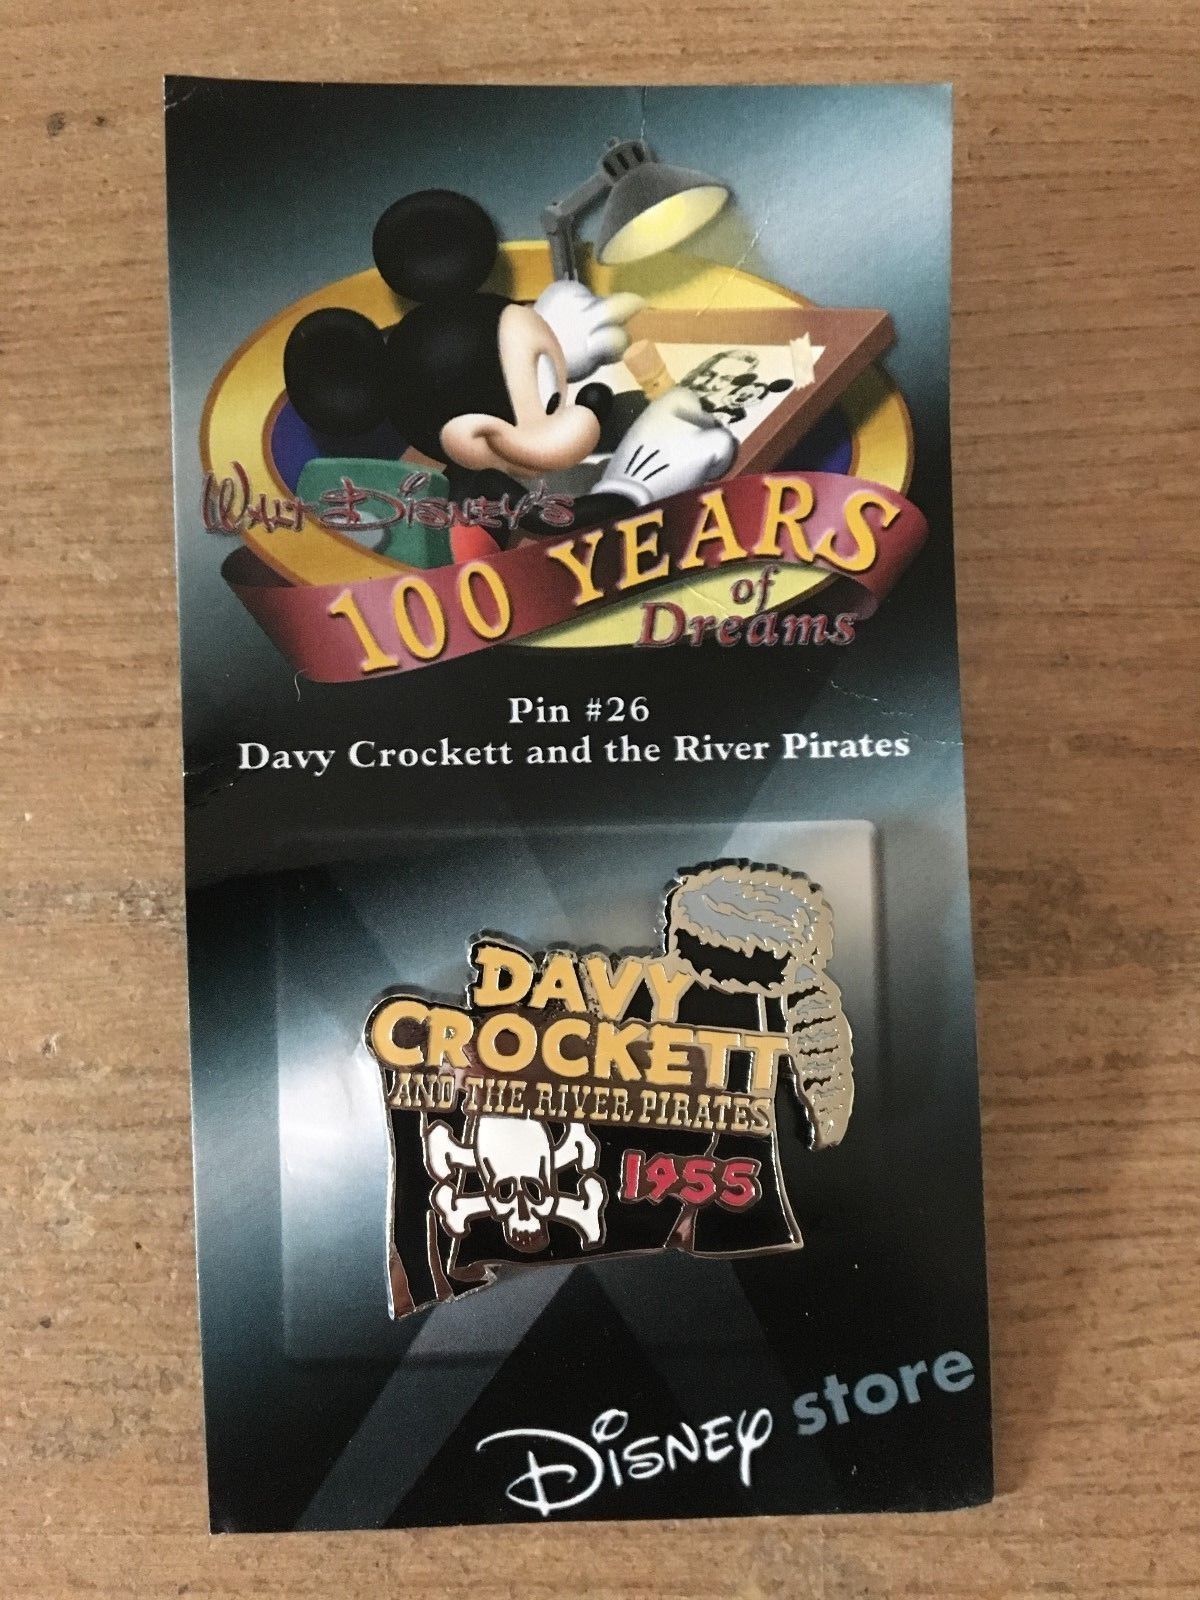 WALT DISNEY'S
100 YEARS
of
Dreams
Pin #26
Davy Crockett and the River Pirates
DAVY
CROCKETT
AND THE RIVER PIRATES
1955
DISNEY store